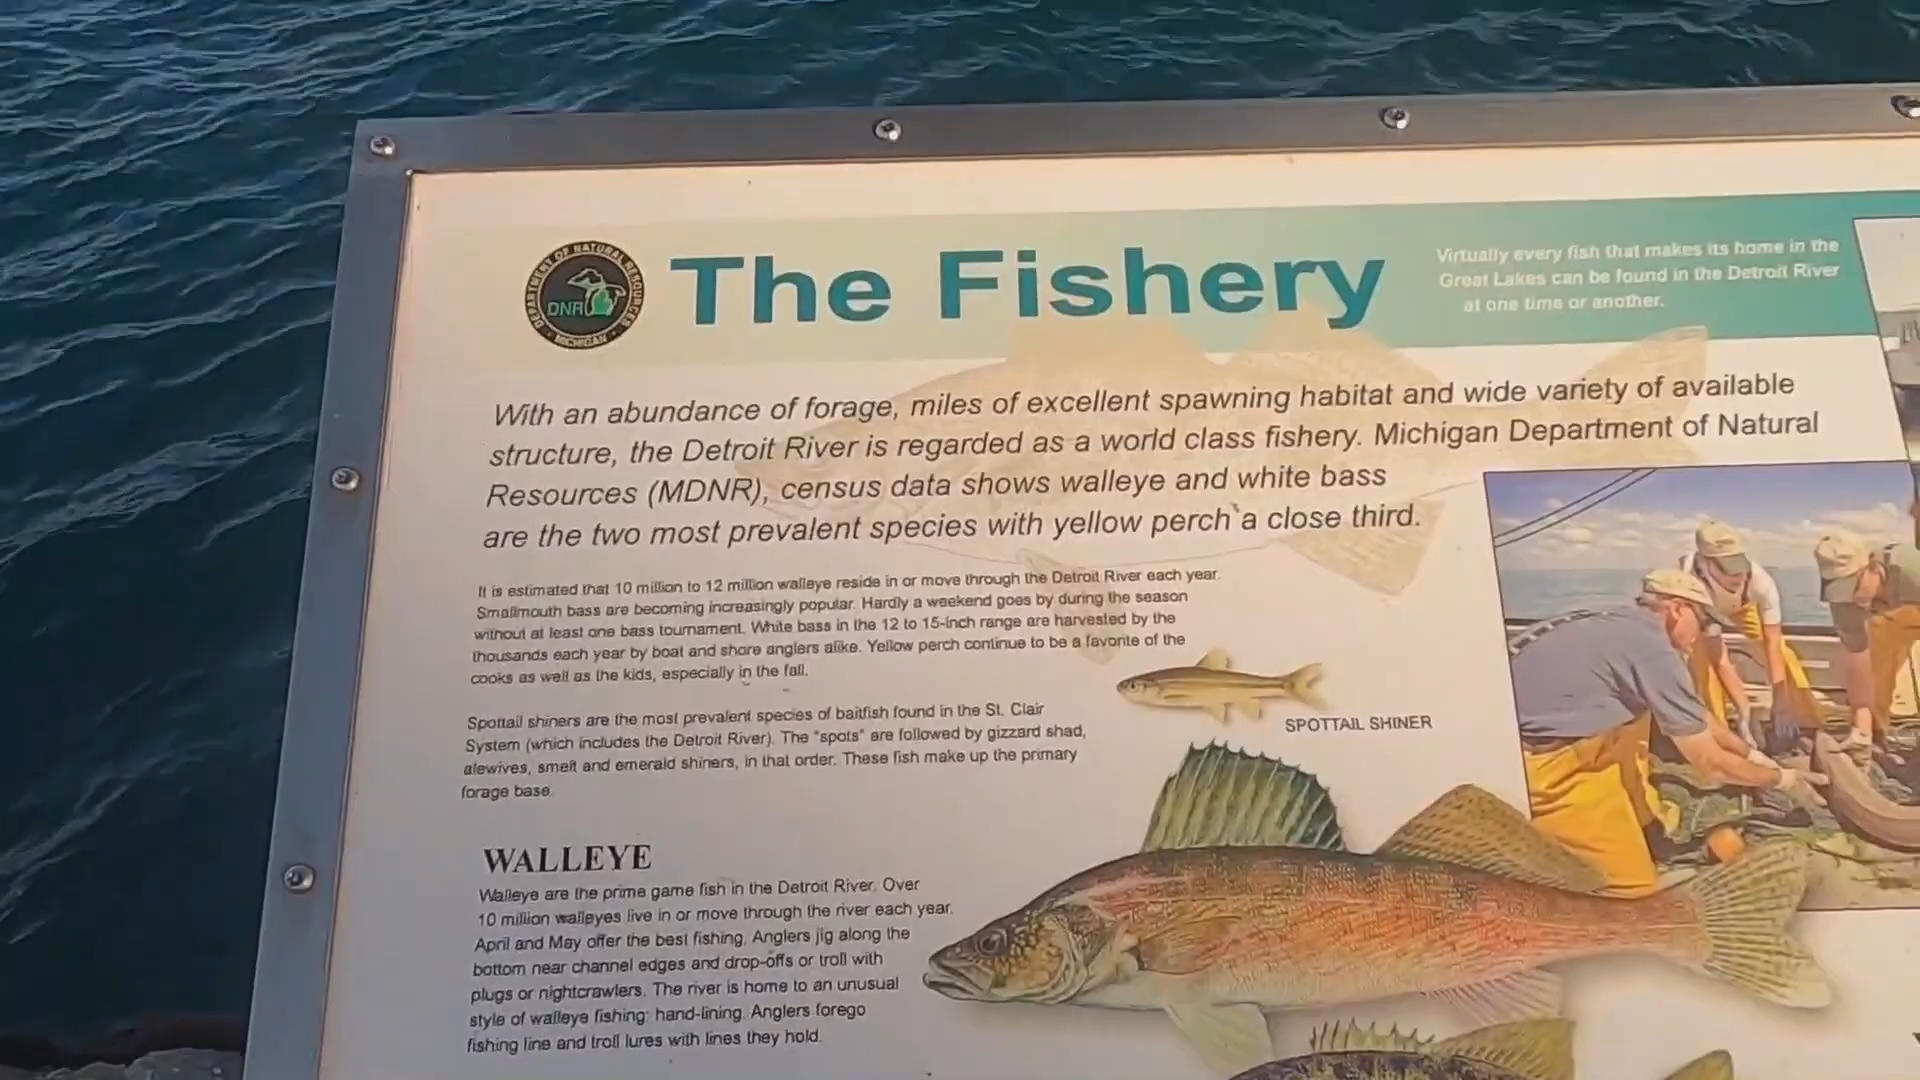 DEPARTMENT OF NATURAL RESOURCES
DNR
MICHIGAN
The Fishery
Virtually every fish that makes its home in the
Great Lakes can be found in the Detroit River
at one time or another.
With an abundance of forage, miles of excellent spawning habitat and wide variety of available
structure, the Detroit River is regarded as a world class fishery. Michigan Department of Natural
Resources (MDNR), census data shows walleye and white bass
are the two most prevalent species with yellow perch a close third.
It is estimated that 10 million to 12 million walleye reside in or move through the Detroit River each year.
Smallmouth bass are becoming increasingly popular. Hardly a weekend goes by during the season
without at least one bass tournament. White bass in the 12 to 15-inch range are harvested by the
thousands each year by boat and shore anglers alike. Yellow perch continue to be a favorite of the
cooks as well as the kids, especially in the fall.
Spottail shiners are the most prevalent species of baitfish found in the St. Clair
System (which includes the Detroit River). The "spots" are followed by gizzard shad,
alewives, smelt and emerald shiners, in that order. These fish make up the primary
forage base.
SPOTTAIL SHINER
WALLEYE
Walleye are the prime game fish in the Detroit River. Over
10 million walleyes live in or move through the river each year.
April and May offer the best fishing. Anglers jig along the
bottom near channel edges and drop-offs or troll with
plugs or nightcrawlers. The river is home to an unusual
style of walleye fishing: hand-lining. Anglers forego
fishing line and troll lures with lines they hold.